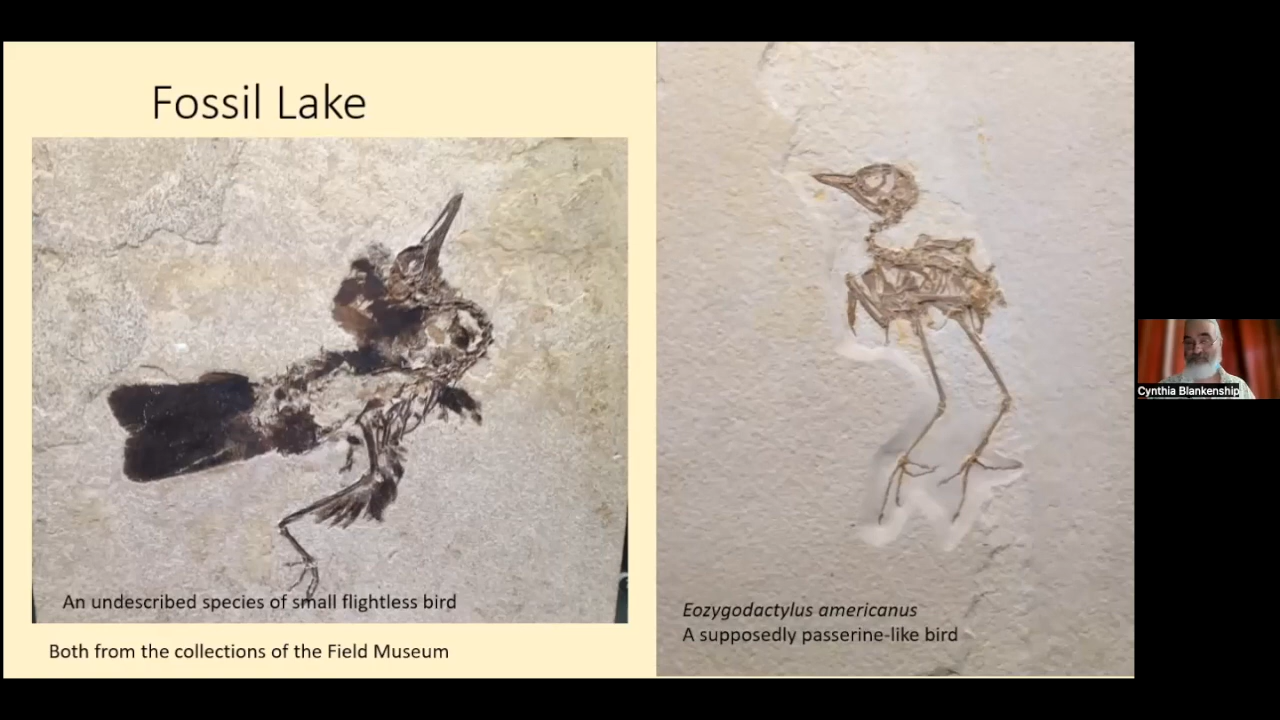 Fossil Lake
An undescribed species of small flightless bird
Both from the collections of the Field Museum
Eozygodactylus americanus
A supposedly passerine-like bird
Cynthia Blankenship